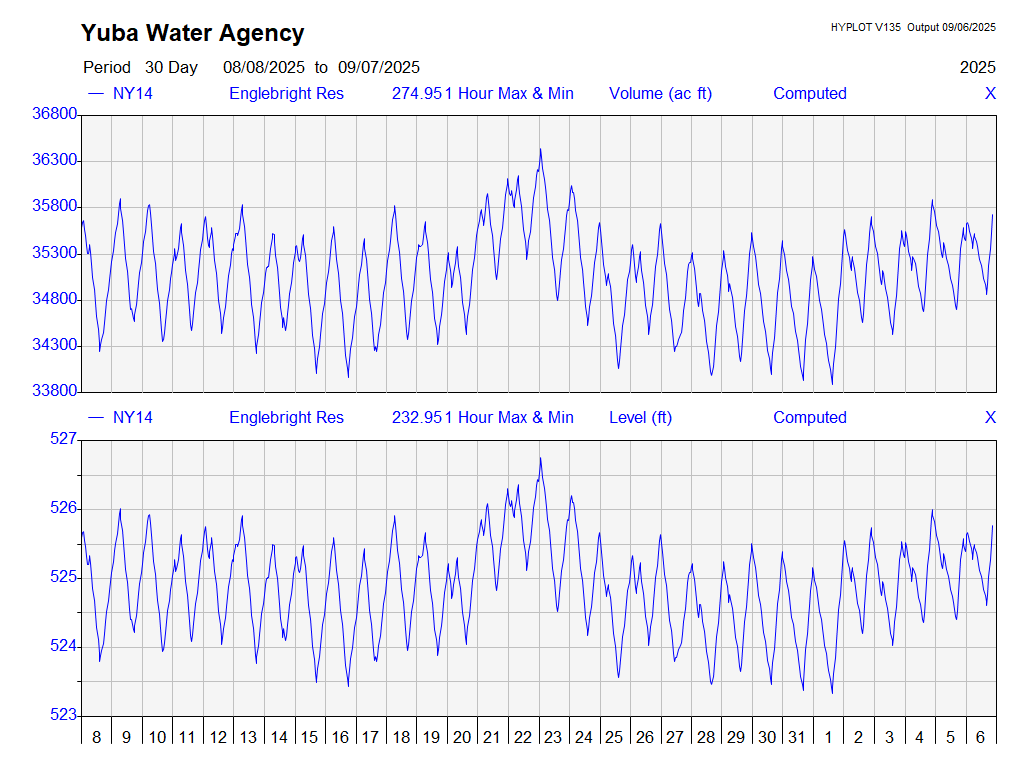 Yuba Water Agency
HYPLOT V135 Output 09/06/2025
Period 30 Day 08/08/2025 to 09/07/2025 2025
NY14 Englebright Res 274.951 Hour Max & Min Volume (ac ft) Computed X
36800
36300
35800
35300
34800
34300
33800
NY14 Englebright Res 232.951 Hour Max & Min Level (ft) Computed X
527
526
525
524
523
8 9 10 11 12 13 14 15 16 17 18 19 20 21 22 23 24 25 26 27 28 29 30 31 1 2 3 4 5 6